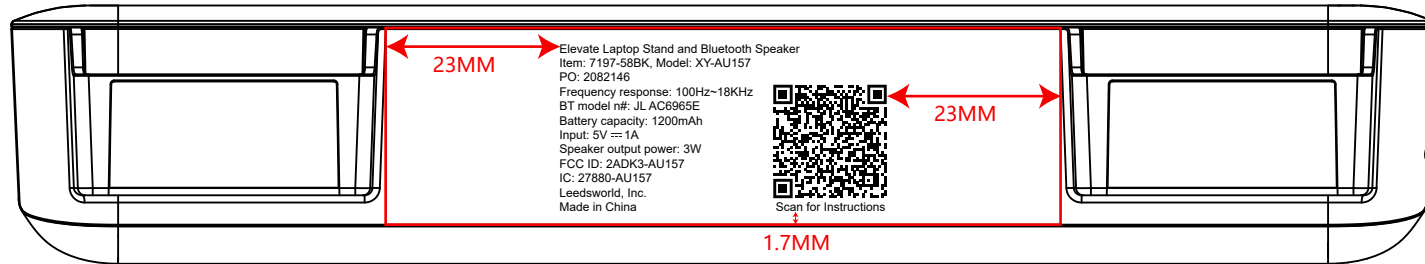 Elevate Laptop Stand and Bluetooth Speaker
Item: 7197-58BK, Model: XY-AU157
PO: 2082146
Frequency response: 100Hz~18KHz
BT model n#: JL AC6965E
Battery capacity: 1200mAh
Input: 5V ⎓ 1A
Speaker output power: 3W
FCC ID: 2ADK3-AU157
IC: 27880-AU157
Leedsworld, Inc.
Made in China
Scan for Instructions
23MM
23MM
1.7MM